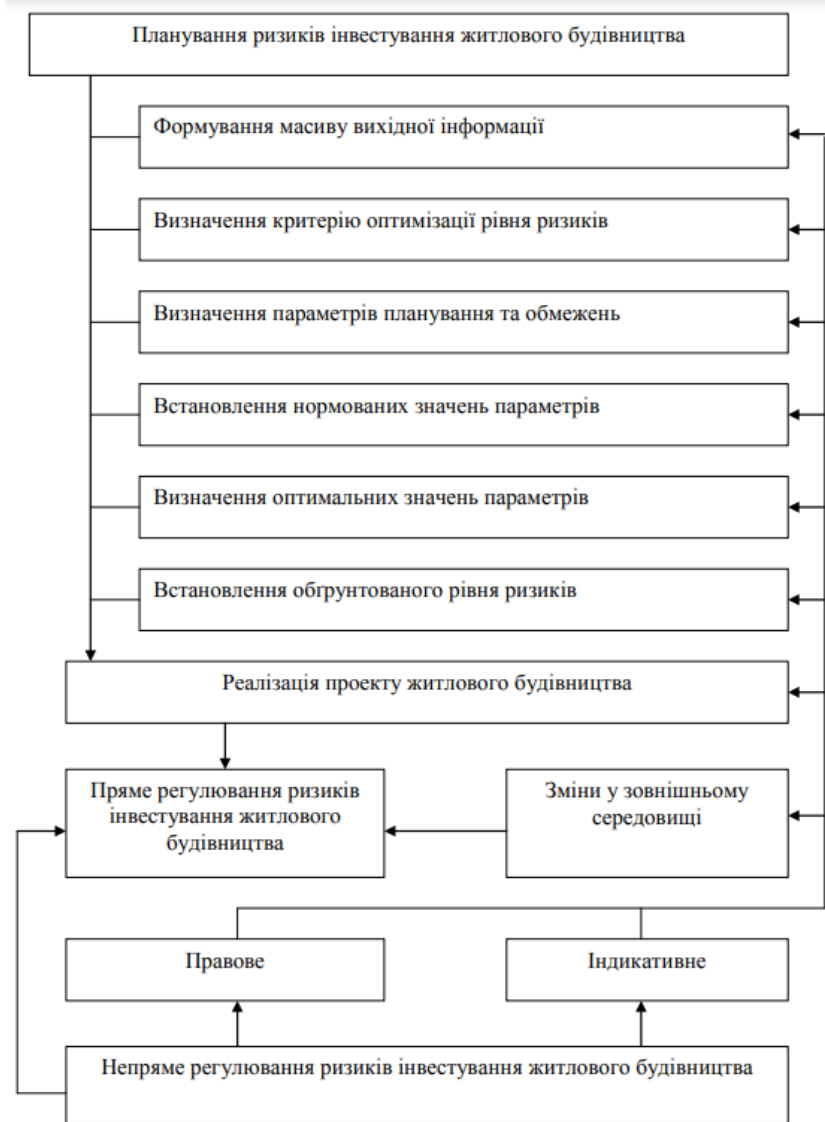 Планування ризиків інвестування житлового будівництва
Формування масиву вихідної інформації
Визначення критерію оптимізації рівня ризиків
Визначення параметрів планування та обмежень
Встановлення нормованих значень параметрів
Визначення оптимальних значень параметрів
Встановлення обґрунтованого рівня ризиків
Реалізація проекту житлового будівництва
Пряме регулювання ризиків
інвестування житлового
будівництва
Зміни у зовнішньому
середовищі
Правове
Індикативне
Непряме регулювання ризиків інвестування житлового будівництва